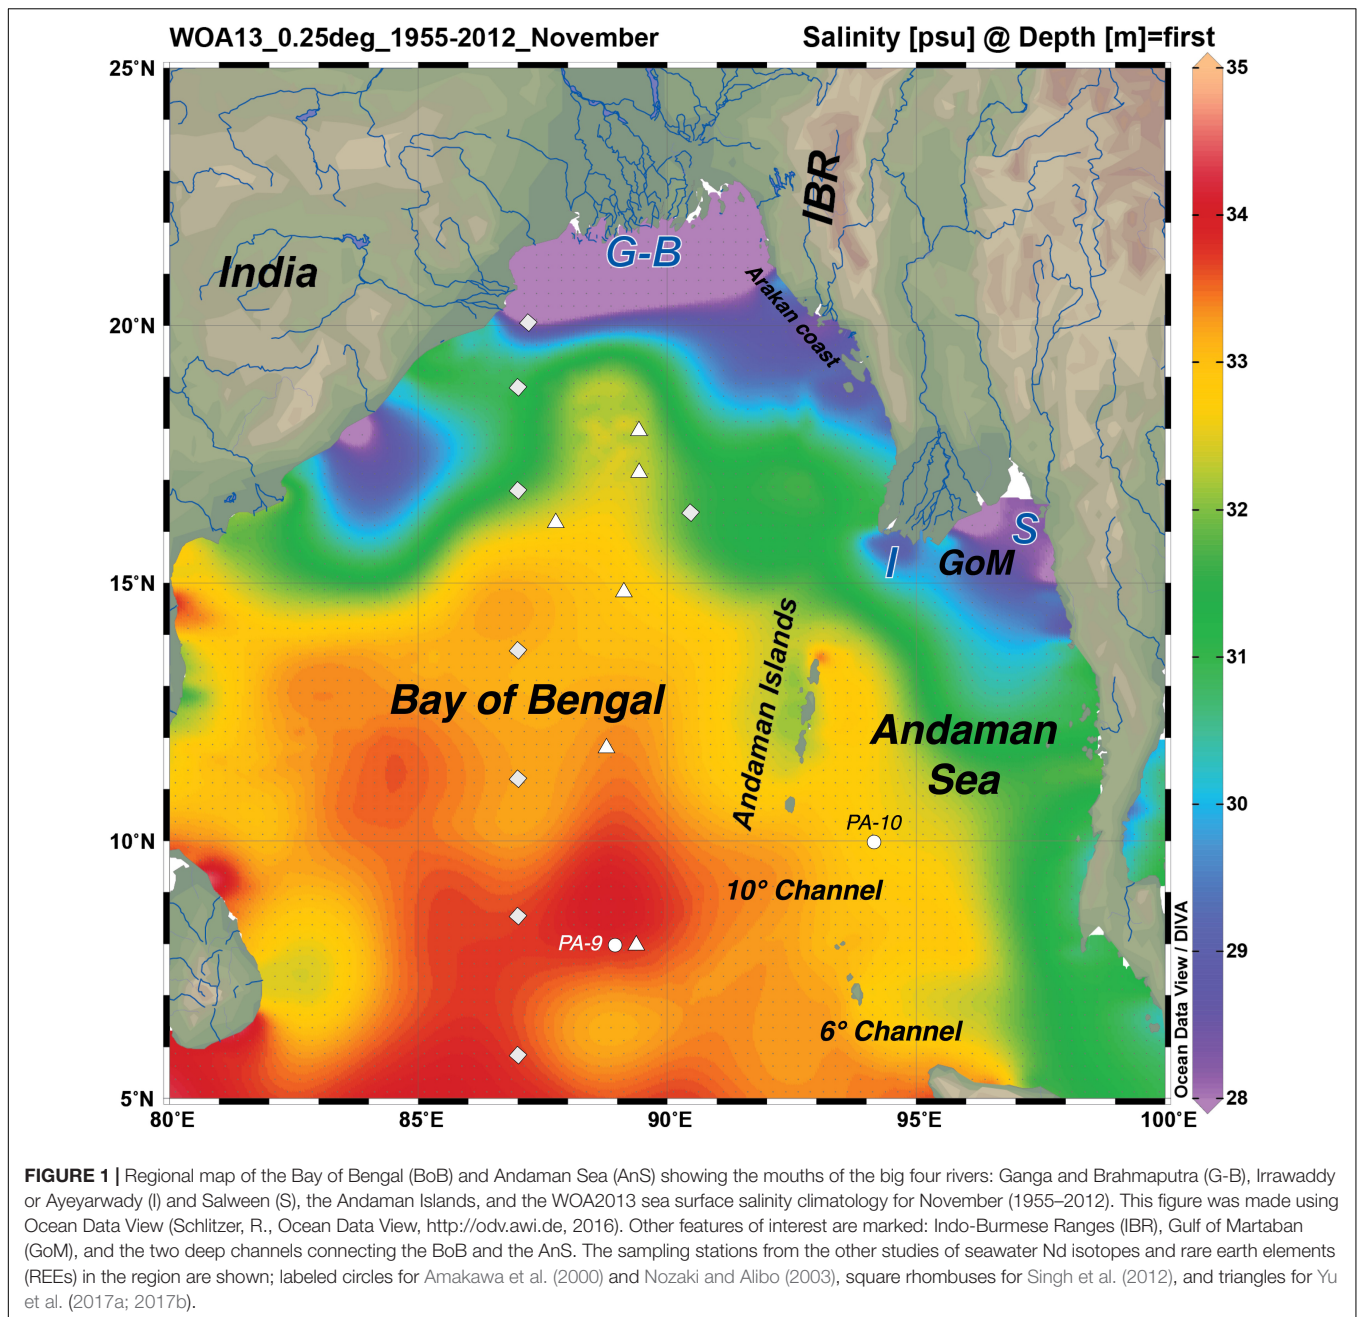 WOA13_0.25deg_1955-2012_November
Salinity [psu] @ Depth [m]=first
25°N
20°N
15°N
10°N
5°N
80°E
85°E
90°E
95°E
100°E
35
34
33
32
31
30
29
28
Ocean Data View / DIVA
IBR
G-B
India
Arakan coast
S
I
GoM
Andaman Islands
Bay of Bengal
Andaman
Sea
PA-10
10° Channel
PA-9
6° Channel
FIGURE 1 | Regional map of the Bay of Bengal (BoB) and Andaman Sea (AnS) showing the mouths of the big four rivers: Ganga and Brahmaputra (G-B), Irrawaddy
or Ayeyarwady (I) and Salween (S), the Andaman Islands, and the WOA2013 sea surface salinity climatology for November (1955–2012). This figure was made using
Ocean Data View (Schlitzer, R., Ocean Data View, http://odv.awi.de, 2016). Other features of interest are marked: Indo-Burmese Ranges (IBR), Gulf of Martaban
(GoM), and the two deep channels connecting the BoB and the AnS. The sampling stations from the other studies of seawater Nd isotopes and rare earth elements
(REEs) in the region are shown; labeled circles for Amakawa et al. (2000) and Nozaki and Alibo (2003), square rhombuses for Singh et al. (2012), and triangles for Yu
et al. (2017a; 2017b).